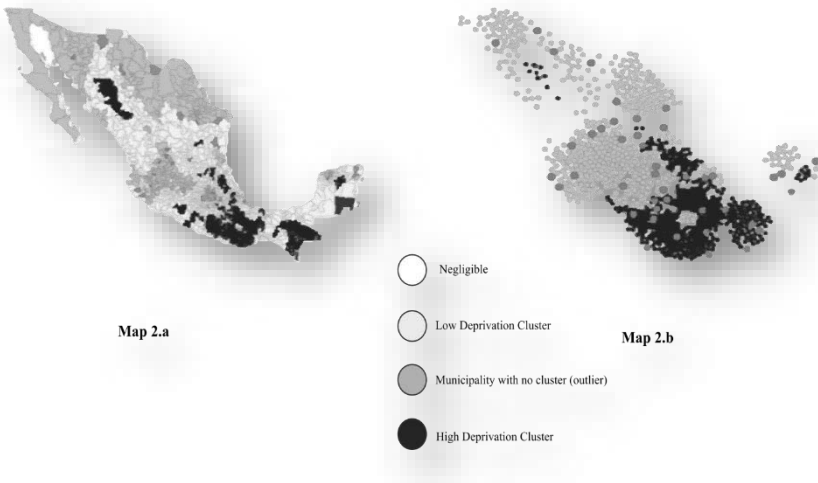 Negligible
Map 2.a
Low Deprivation Cluster
Map 2.b
Municipality with no cluster (outlier)
High Deprivation Cluster